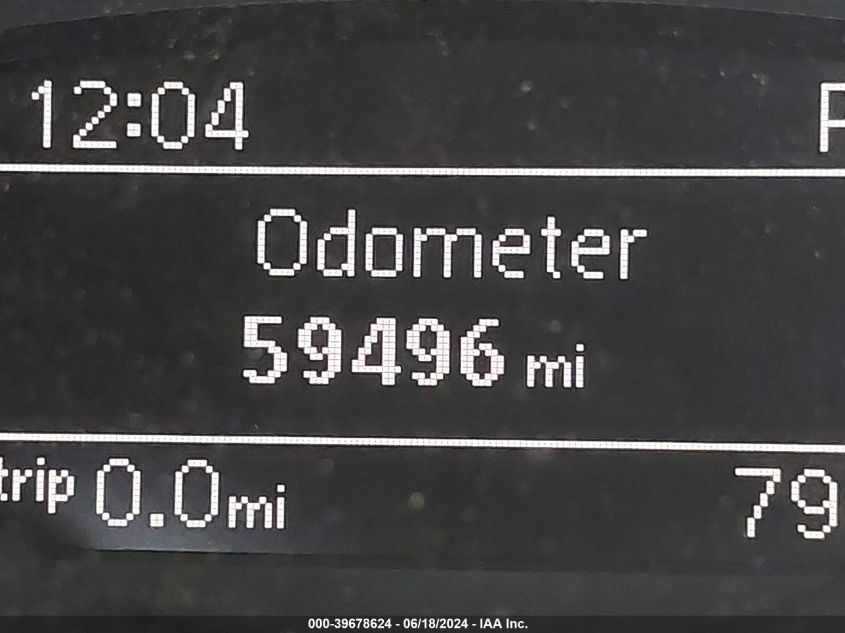 12:04 P
Odometer
59496 mi
trip 0.0mi 79
000-39678624 - 06/18/2024 - IAA Inc.